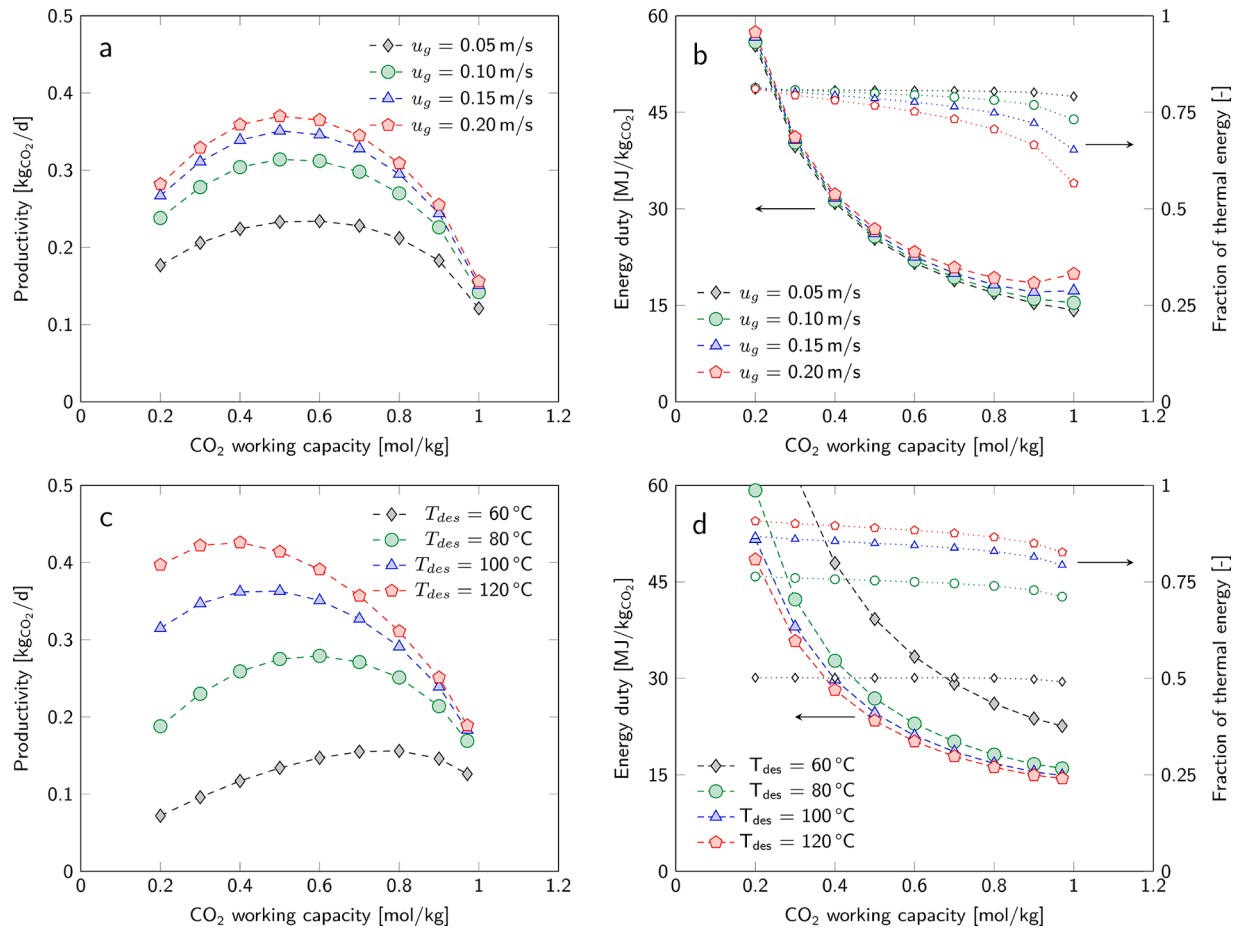 a
Productivity [kgCO₂/d]
0
0.1
0.2
0.3
0.4
0.5
0
0.2
0.4
0.6
0.8
1
1.2
CO₂ working capacity [mol/kg]
u_g = 0.05 m/s
u_g = 0.10 m/s
u_g = 0.15 m/s
u_g = 0.20 m/s
b
Energy duty [MJ/kgCO₂]
0
15
30
45
60
0
0.2
0.4
0.6
0.8
1
1.2
CO₂ working capacity [mol/kg]
Fraction of thermal energy [-]
0
0.25
0.5
0.75
1
u_g = 0.05 m/s
u_g = 0.10 m/s
u_g = 0.15 m/s
u_g = 0.20 m/s
c
Productivity [kgCO₂/d]
0
0.1
0.2
0.3
0.4
0.5
0
0.2
0.4
0.6
0.8
1
1.2
CO₂ working capacity [mol/kg]
T_des = 60 °C
T_des = 80 °C
T_des = 100 °C
T_des = 120 °C
d
Energy duty [MJ/kgCO₂]
0
15
30
45
60
0
0.2
0.4
0.6
0.8
1
1.2
CO₂ working capacity [mol/kg]
Fraction of thermal energy [-]
0
0.25
0.5
0.75
1
T_des = 60 °C
T_des = 80 °C
T_des = 100 °C
T_des = 120 °C